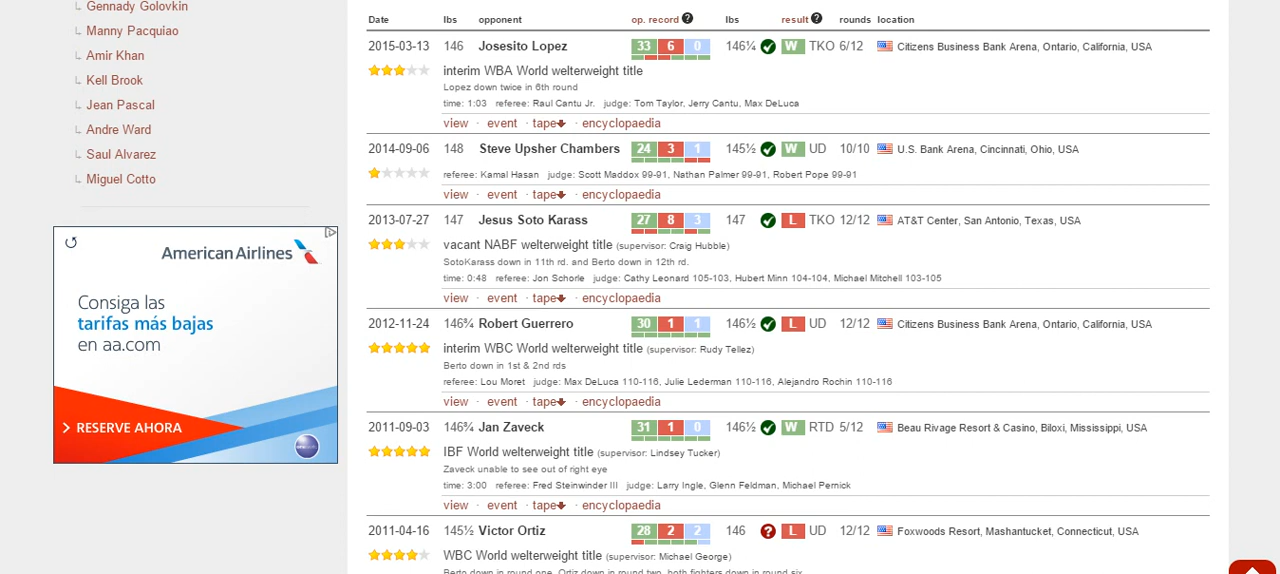 Gennady Golovkin
Manny Pacquiao
Amir Khan
Kell Brook
Jean Pascal
Andre Ward
Saul Alvarez
Miguel Cotto
American Airlines
Consiga las
tarifas más bajas
en aa.com
RESERVE AHORA
Date lbs opponent op. record ? lbs result ? rounds location
2015-03-13 146 Josesito Lopez 33 6 0 146¼ W TKO 6/12 Citizens Business Bank Arena, Ontario, California, USA
interim WBA World welterweight title
Lopez down twice in 6th round
time: 1:03 referee: Raul Cantu Jr. judge: Tom Taylor, Jerry Cantu, Max DeLuca
view · event · tape · encyclopaedia
2014-09-06 148 Steve Upsher Chambers 24 3 1 145½ W UD 10/10 U.S. Bank Arena, Cincinnati, Ohio, USA
referee: Kamal Hasan judge: Scott Maddox 99-91, Nathan Palmer 99-91, Robert Pope 99-91
view · event · tape · encyclopaedia
2013-07-27 147 Jesus Soto Karass 27 8 3 147 L TKO 12/12 AT&T Center, San Antonio, Texas, USA
vacant NABF welterweight title (supervisor: Craig Hubble)
SotoKarass down in 11th rd. and Berto down in 12th rd.
time: 0:48 referee: Jon Schorle judge: Cathy Leonard 105-103, Hubert Minn 104-104, Michael Mitchell 103-105
view · event · tape · encyclopaedia
2012-11-24 146¾ Robert Guerrero 30 1 1 146½ L UD 12/12 Citizens Business Bank Arena, Ontario, California, USA
interim WBC World welterweight title (supervisor: Rudy Tellez)
Berto down in 1st & 2nd rds
referee: Lou Moret judge: Max DeLuca 110-116, Julie Lederman 110-116, Alejandro Rochin 110-116
view · event · tape · encyclopaedia
2011-09-03 146¾ Jan Zaveck 31 1 0 146½ W RTD 5/12 Beau Rivage Resort & Casino, Biloxi, Mississippi, USA
IBF World welterweight title (supervisor: Lindsey Tucker)
Zaveck unable to see out of right eye
time: 3:00 referee: Fred Steinwinder III judge: Larry Ingle, Glenn Feldman, Michael Pernick
view · event · tape · encyclopaedia
2011-04-16 145½ Victor Ortiz 28 2 2 146 ? L UD 12/12 Foxwoods Resort, Mashantucket, Connecticut, USA
WBC World welterweight title (supervisor: Michael George)
Berto down in round one, Ortiz down in round two, both fighters down in round six